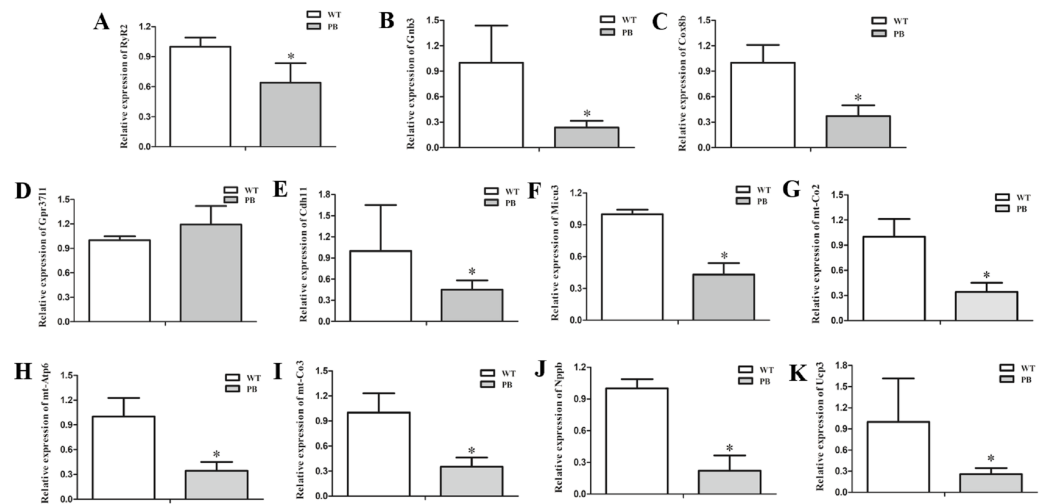 A
Relative expression of RyR2
1.2
0.9
0.6
0.3
0.0
WT
PB
*
B
Relative expression of Gnb3
1.5
1.2
0.9
0.6
0.3
0.0
WT
PB
*
C
Relative expression of Cox8b
1.5
1.2
0.9
0.6
0.3
0.0
WT
PB
*
D
Relative expression of Gpr37l1
1.5
1.2
0.9
0.6
0.3
0.0
WT
PB
E
Relative expression of Cdh11
1.8
1.5
1.2
0.9
0.6
0.3
0.0
WT
PB
*
F
Relative expression of Micu3
1.2
0.9
0.6
0.3
0.0
WT
PB
*
G
Relative expression of mt-Co2
1.5
1.2
0.9
0.6
0.3
0.0
WT
PB
*
H
Relative expression of mt-Atp6
1.5
1.2
0.9
0.6
0.3
0.0
WT
PB
*
I
Relative expression of mt-Co3
1.5
1.2
0.9
0.6
0.3
0.0
WT
PB
*
J
Relative expression of Nppb
1.2
0.9
0.6
0.3
0.0
WT
PB
*
K
Relative expression of Ucp3
1.8
1.5
1.2
0.9
0.6
0.3
0.0
WT
PB
*